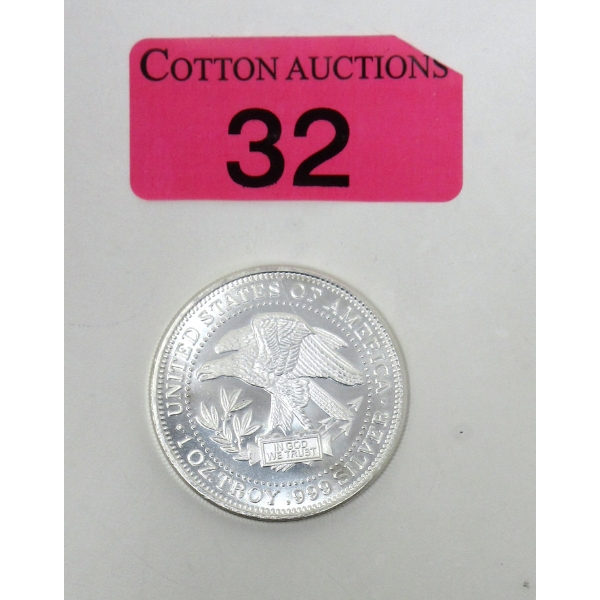 COTTON AUCTIONS
32
UNITED STATES OF AMERICA
IN GOD
WE TRUST
1 OZ TROY .999 SILVER